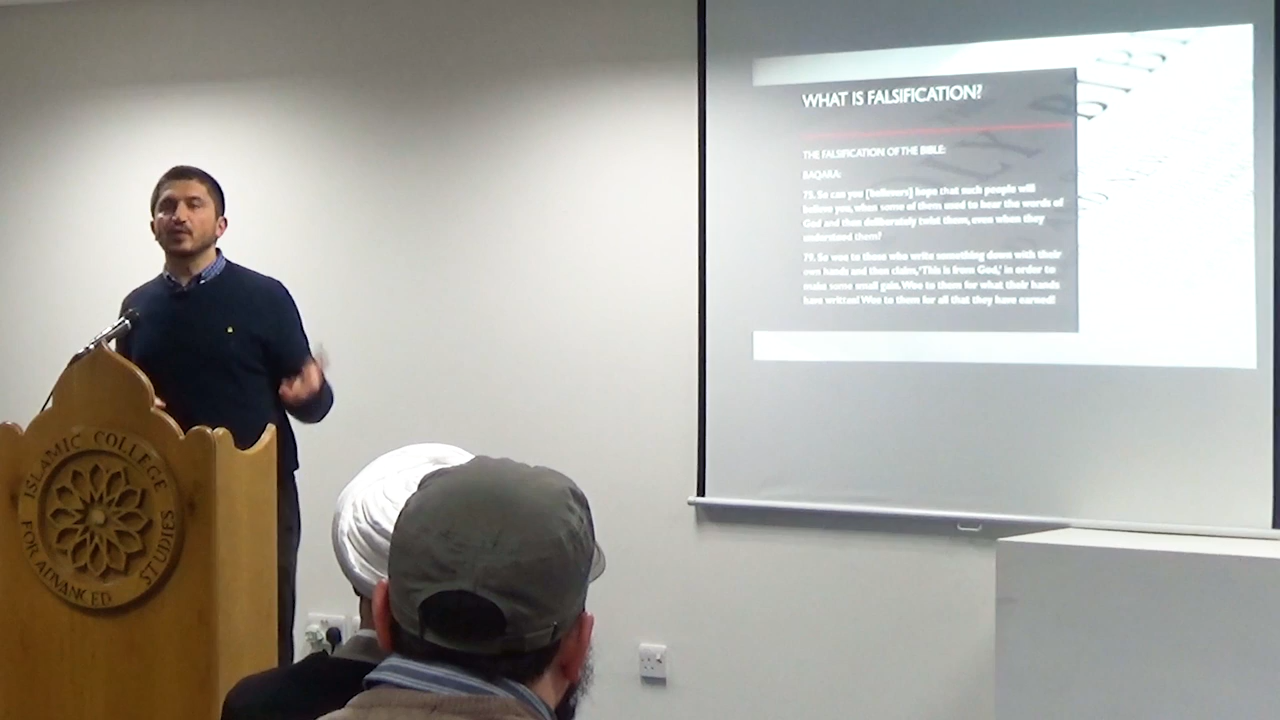 ISLAMIC COLLEGE
FOR ADVANCED STUDIES
WHAT IS FALSIFICATION?
THE FALSIFICATION OF THE BIBLE:
BAQARA:
75. So can you [believers] hope that such people will
believe you, when some of them used to hear the words of
God and then deliberately twist them, even when they
understood them?
79. So woe to those who write something down with their
own hands and then claim, 'This is from God,' in order to
make some small gain. Woe to them for what their hands
have written! Woe to them for all that they have earned!